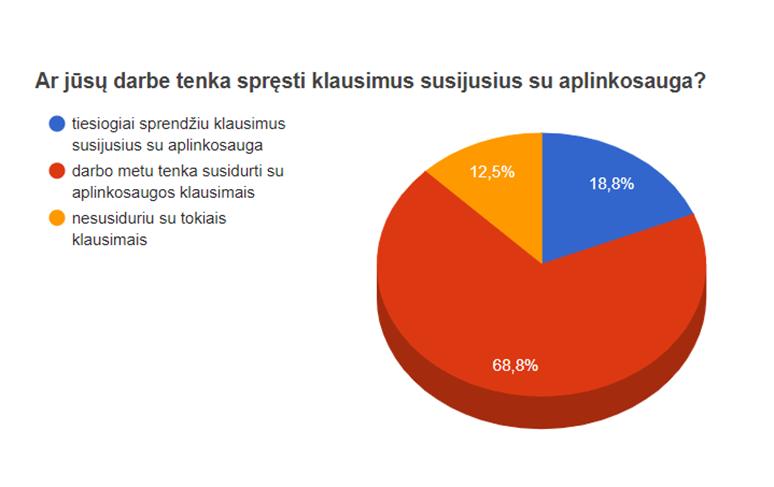 Ar jūsų darbe tenka spręsti klausimus susijusius su aplinkosauga?
tiesiogiai sprendžiu klausimus
susijusius su aplinkosauga
darbo metu tenka susidurti su
aplinkosaugos klausimais
nesusiduriu su tokiais
klausimais
12,5%
18,8%
68,8%